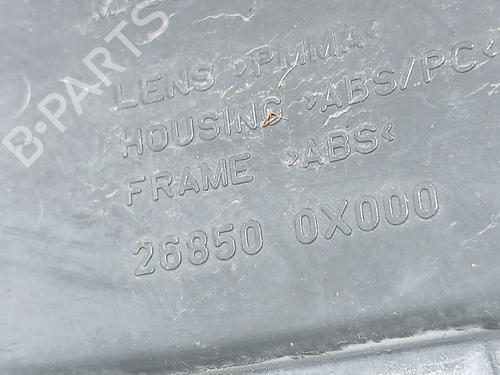 B-PARTS
LENS >PMMA<
HOUSING >ABS/PC<
FRAME >ABS<
26850 0X000